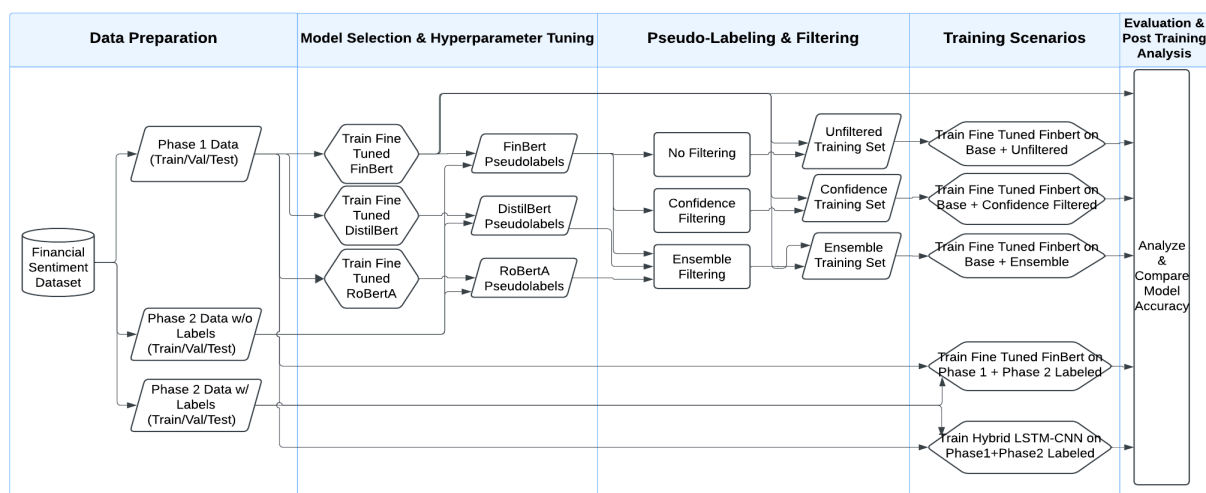 Data Preparation
Model Selection & Hyperparameter Tuning
Pseudo-Labeling & Filtering
Training Scenarios
Evaluation &
Post Training
Analysis
Financial
Sentiment
Dataset
Phase 1 Data
(Train/Val/Test)
Phase 2 Data w/o
Labels
(Train/Val/Test)
Phase 2 Data w/
Labels
(Train/Val/Test)
Train Fine
Tuned
FinBert
Train Fine
Tuned
DistilBert
Train Fine
Tuned
RoBertA
FinBert
Pseudolabels
DistilBert
Pseudolabels
RoBertA
Pseudolabels
No Filtering
Confidence
Filtering
Ensemble
Filtering
Unfiltered
Training Set
Confidence
Training Set
Ensemble
Training Set
Train Fine Tuned Finbert on
Base + Unfiltered
Train Fine Tuned Finbert on
Base + Confidence Filtered
Train Fine Tuned Finbert on
Base + Ensemble
Train Fine Tuned FinBert on
Phase 1 + Phase 2 Labeled
Train Hybrid LSTM-CNN on
Phase1+Phase2 Labeled
Analyze
&
Compare
Model
Accuracy